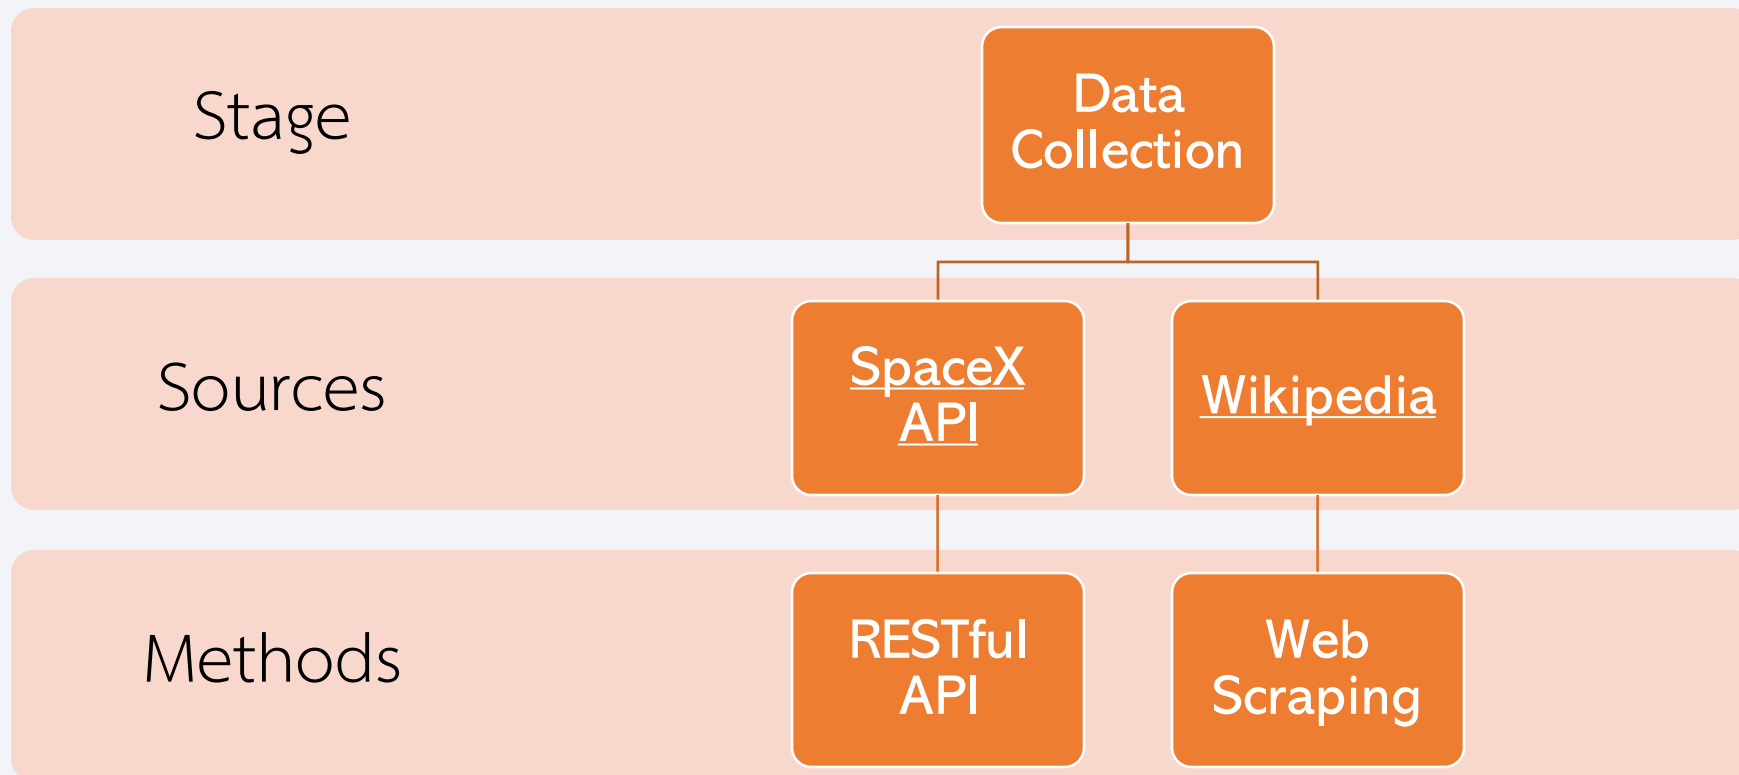 Stage
Data
Collection
Sources
SpaceX
API
Wikipedia
Methods
RESTful
API
Web
Scraping